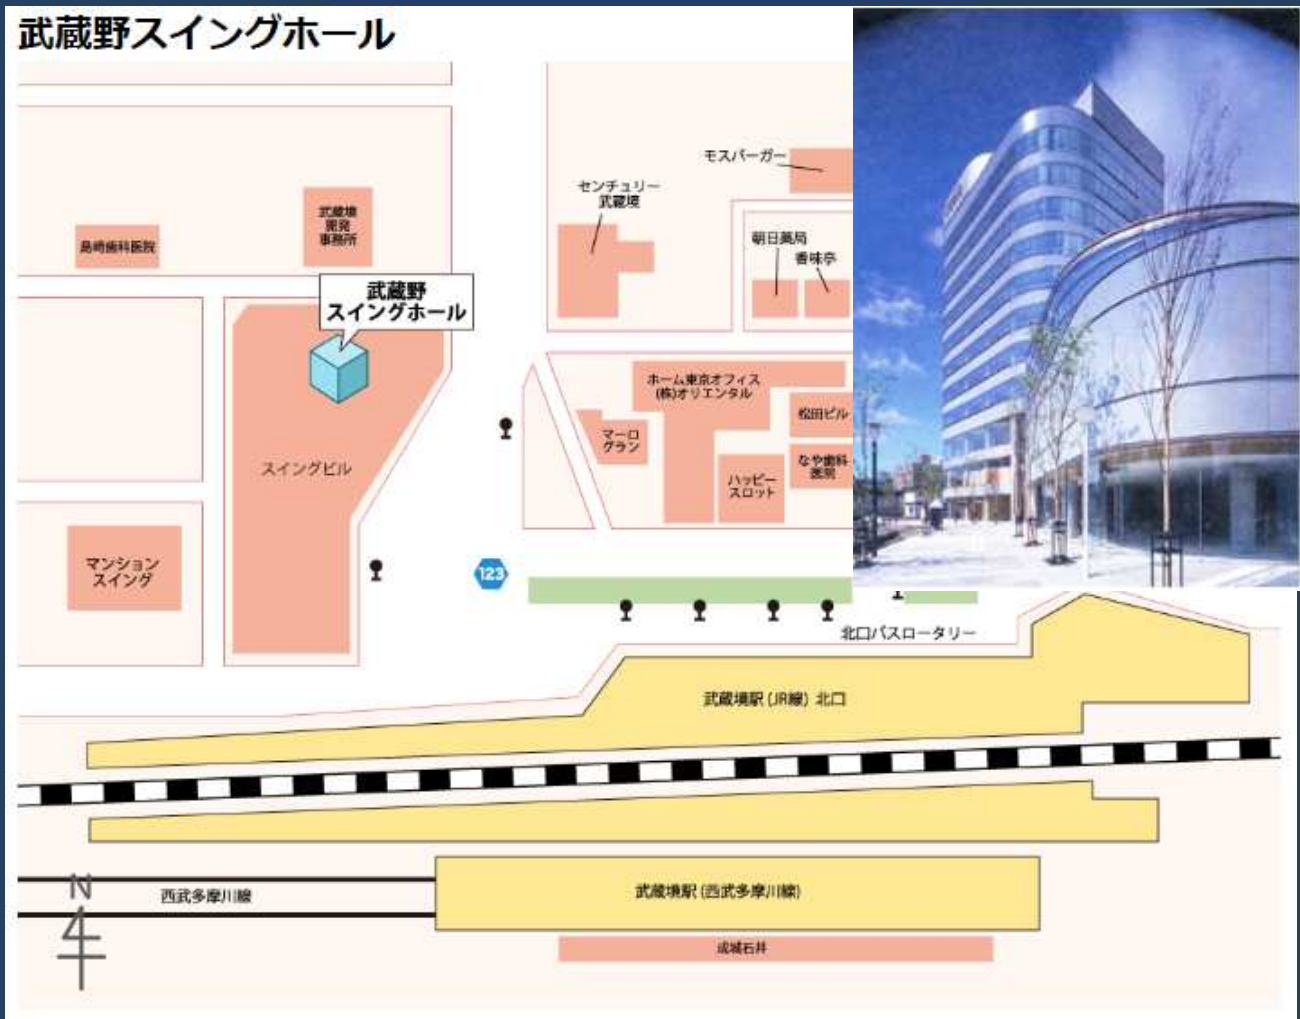 武蔵野スイングホール
モスバーガー
センチュリー
武蔵境
武蔵境
開発
事務所
島崎歯科医院
朝日薬局
香味亭
武蔵野
スイングホール
ホーム東京オフィス
(株)オリエンタル
松田ビル
マーロ
グラン
なや歯科
医院
スイングビル
ハッピー
スロット
マンション
スイング
123
北口バスロータリー
武蔵境駅(JR線) 北口
N
西武多摩川線
武蔵境駅(西武多摩川線)
成城石井